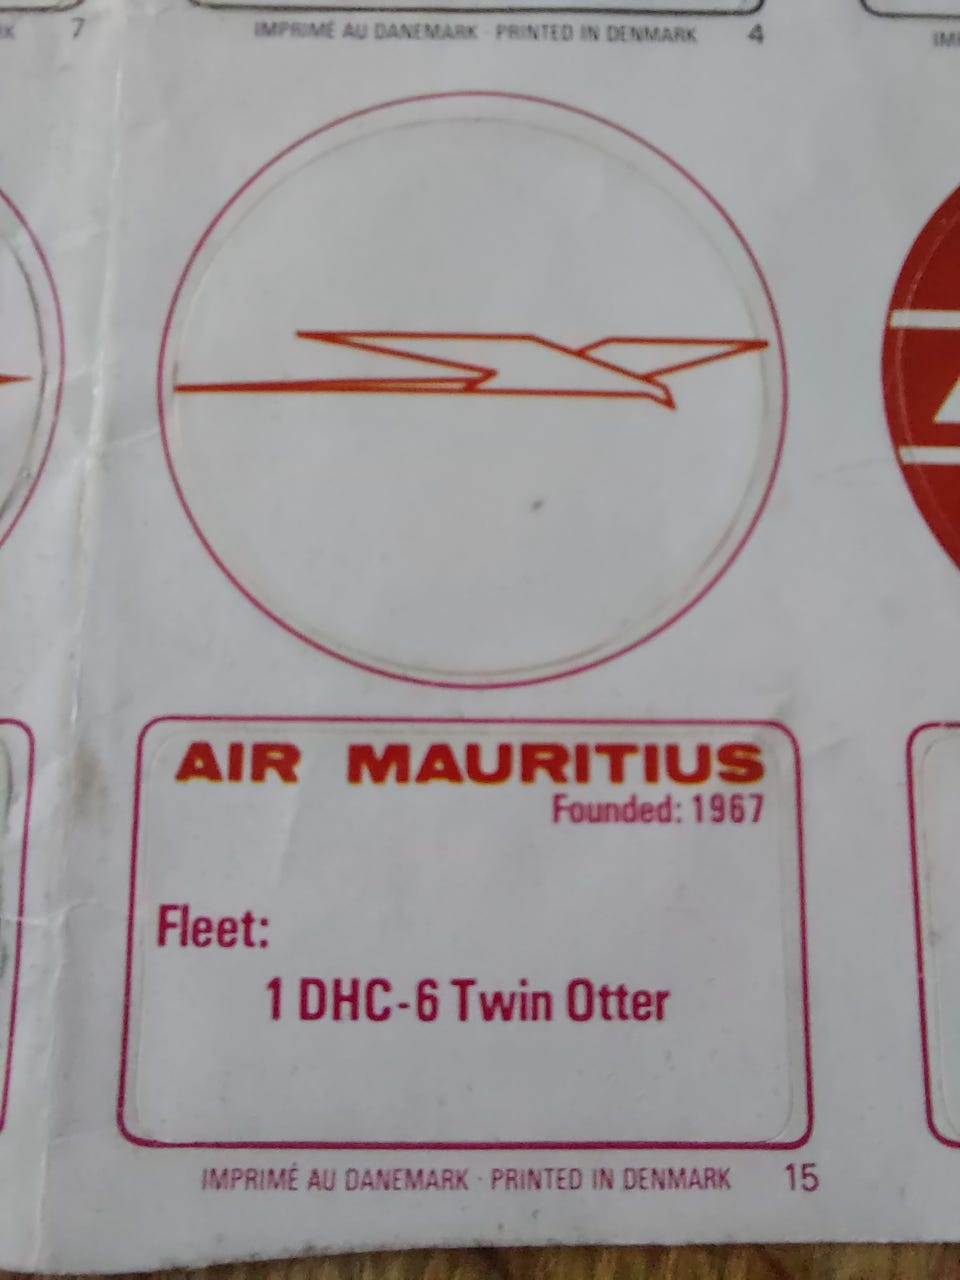 7
IMPRIMÉ AU DANEMARK · PRINTED IN DENMARK 4
AIR MAURITIUS
Founded: 1967
Fleet:
1 DHC-6 Twin Otter
IMPRIMÉ AU DANEMARK · PRINTED IN DENMARK 15